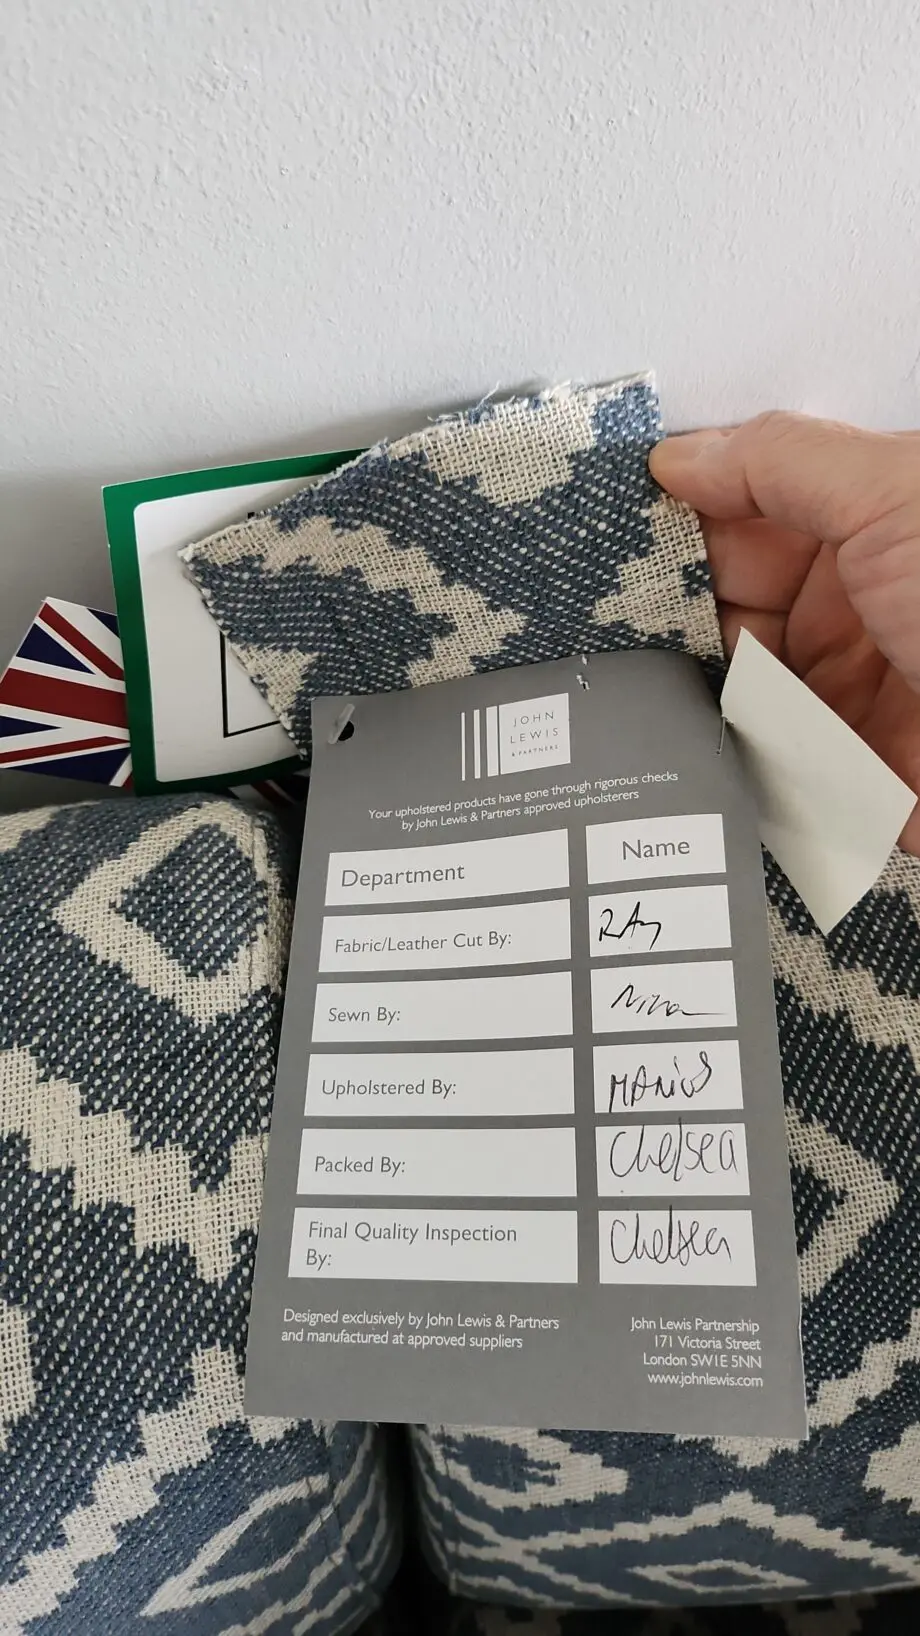 JOHN
LEWIS
& PARTNERS
Your upholstered products have gone through rigorous checks
by John Lewis & Partners approved upholsterers
Department Name
Fabric/Leather Cut By: RAy
Sewn By: Nina
Upholstered By: MARiUS
Packed By: Chelsea
Final Quality Inspection
By: Chelsea
Designed exclusively by John Lewis & Partners
and manufactured at approved suppliers
John Lewis Partnership
171 Victoria Street
London SW1E 5NN
www.johnlewis.com